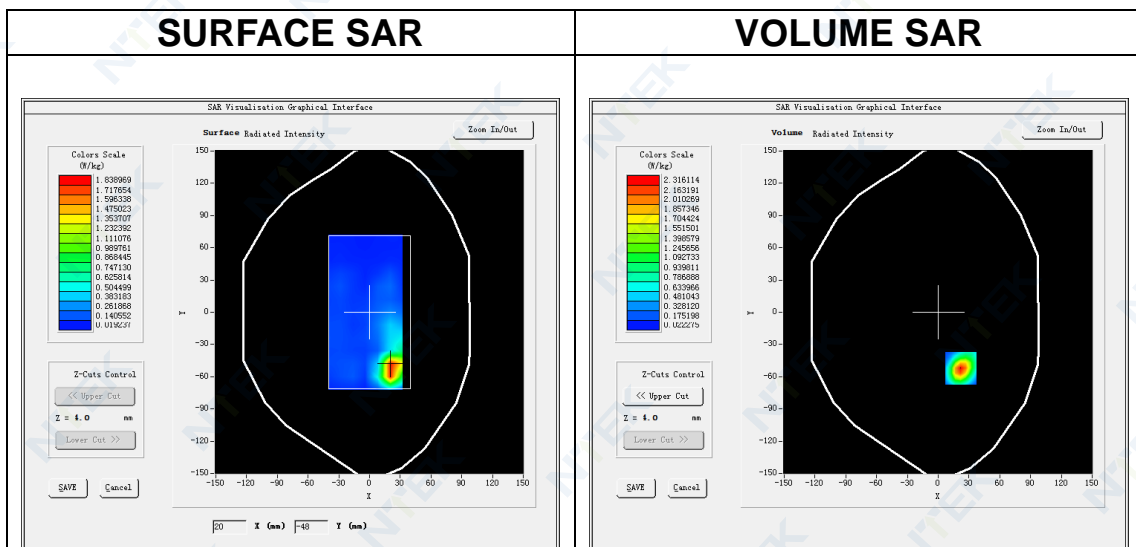 SURFACE SAR
VOLUME SAR
SAR Visualisation Graphical Interface
Surface Radiated Intensity
Zoom In/Out
Colors Scale
(W/kg)
1.838969
1.717654
1.596338
1.475023
1.353707
1.232392
1.111076
0.989761
0.868445
0.747130
0.625814
0.504499
0.383183
0.261868
0.140552
0.019237
150
120
90
60
30
0
-30
-60
-90
-120
-150
Y
-150 -120 -90 -60 -30 0 30 60 90 120 150
X
Z-Cuts Control
<< Upper Cut
Z = 4.0 mm
Lower Cut >>
SAVE Cancel
20 X (mm) -48 Y (mm)
SAR Visualisation Graphical Interface
Volume Radiated Intensity
Zoom In/Out
Colors Scale
(W/kg)
2.316114
2.163191
2.010269
1.857346
1.704424
1.551501
1.398579
1.245656
1.092733
0.939811
0.786888
0.633966
0.481043
0.328120
0.175198
0.022275
150
120
90
60
30
0
-30
-60
-90
-120
-150
Y
-150 -120 -90 -60 -30 0 30 60 90 120 150
X
Z-Cuts Control
<< Upper Cut
Z = 4.0 mm
Lower Cut >>
SAVE Cancel
NTEK